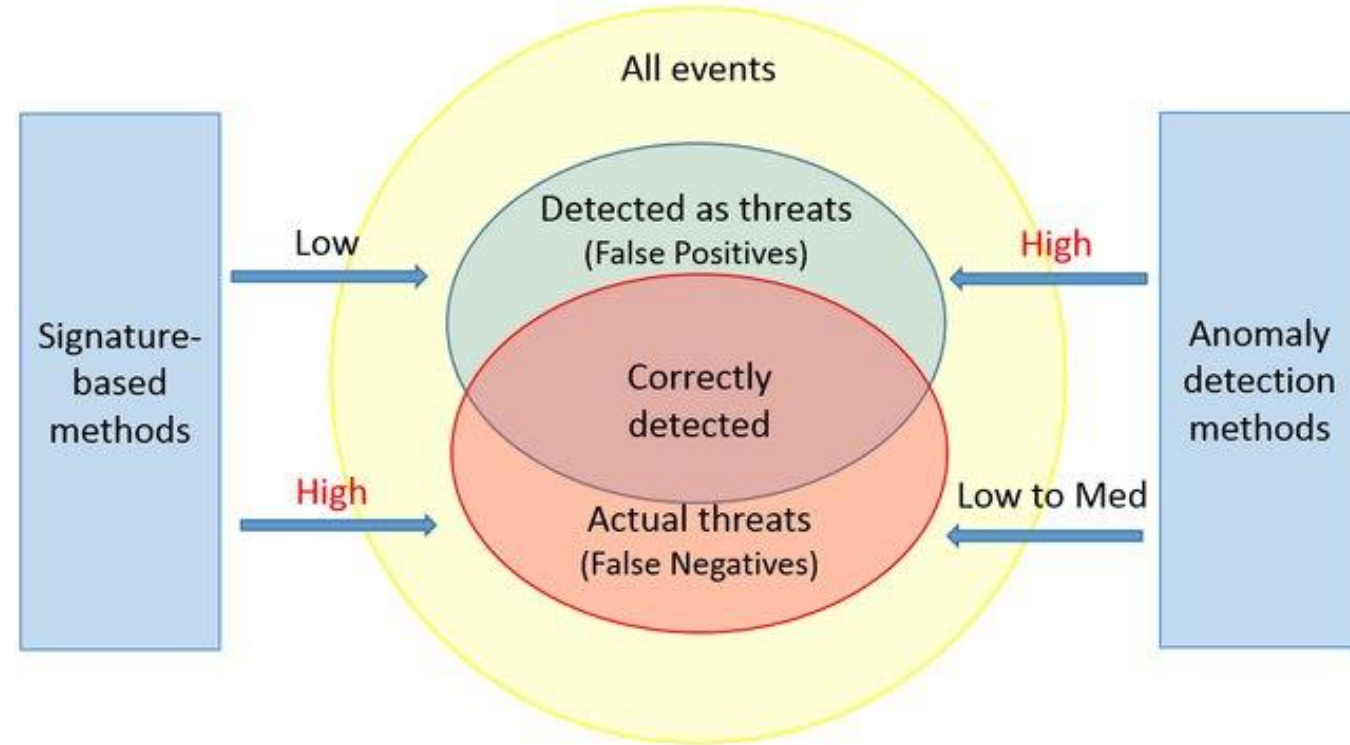 All events
Detected as threats
(False Positives)
Low
High
Signature-
based
methods
Correctly
detected
Anomaly
detection
methods
High
Low to Med
Actual threats
(False Negatives)